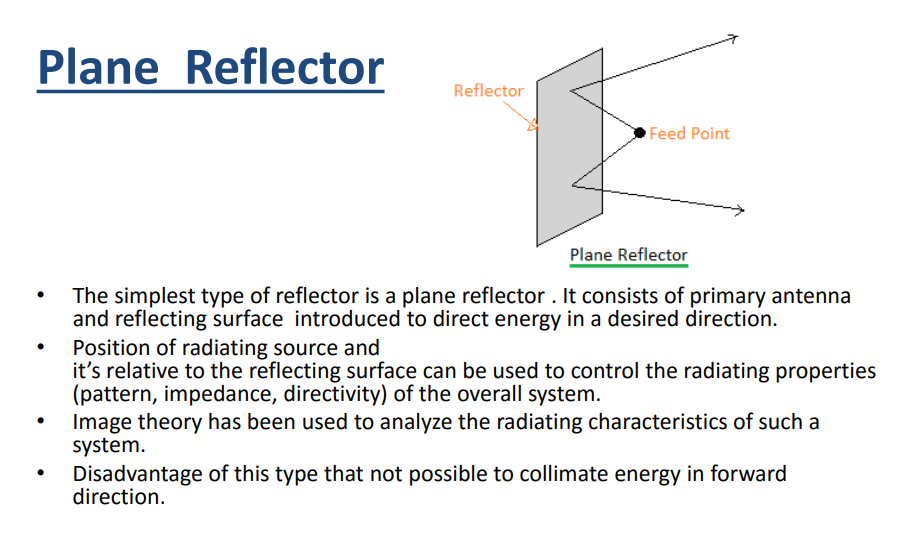 Plane Reflector
Reflector
Feed Point
Plane Reflector
• The simplest type of reflector is a plane reflector . It consists of primary antenna
and reflecting surface introduced to direct energy in a desired direction.
• Position of radiating source and
it’s relative to the reflecting surface can be used to control the radiating properties
(pattern, impedance, directivity) of the overall system.
• Image theory has been used to analyze the radiating characteristics of such a
system.
• Disadvantage of this type that not possible to collimate energy in forward
direction.